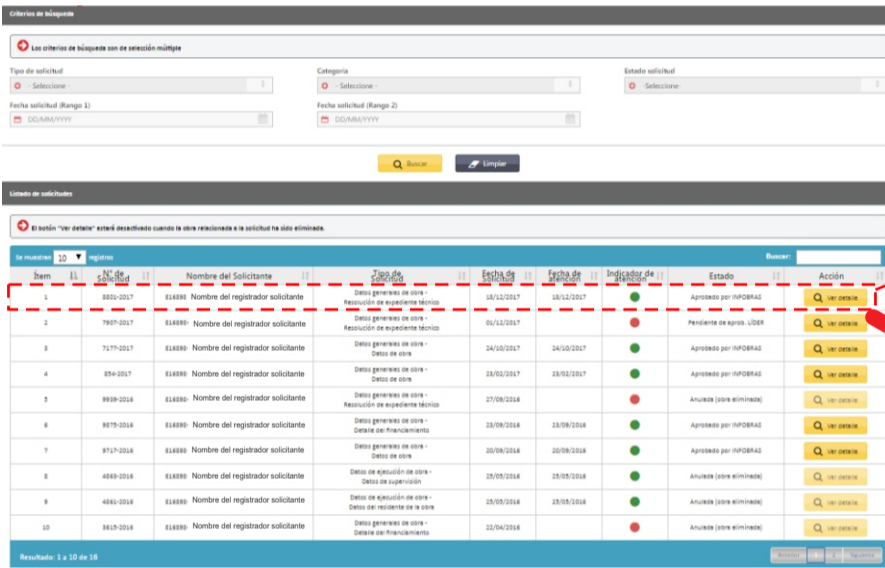 Criterios de búsqueda
Los criterios de búsqueda son de selección múltiple
Tipo de solicitud Categoría Estado solicitud
- Seleccione - - Seleccione - - Seleccione -
Fecha solicitud (Rango 1) Fecha solicitud (Rango 2)
DD/MM/YYYY DD/MM/YYYY
Buscar Limpiar
Listado de solicitudes
El botón "Ver detalle" estará desactivado cuando la obra relacionada a la solicitud ha sido eliminada.
Se muestran 10 registros Buscar:
Ítem N° de Solicitud Nombre del Solicitante Tipo de Solicitud Fecha de Solicitud Fecha de atención Indicador de atención Estado Acción
1 8801-2017 E16890 Nombre del registrador solicitante Datos generales de obra - Resolución de expediente técnico 18/12/2017 18/12/2017 Aprobado por INFOBRAS Ver detalle
2 7907-2017 E16890- Nombre del registrador solicitante Datos generales de obra - Resolución de expediente técnico 01/12/2017 Pendiente de aprob. LÍDER Ver detalle
3 7177-2017 E16890- Nombre del registrador solicitante Datos generales de obra - Datos de obra 24/10/2017 24/10/2017 Aprobado por INFOBRAS Ver detalle
4 854-2017 E16890- Nombre del registrador solicitante Datos generales de obra - Datos de obra 23/02/2017 23/02/2017 Aprobado por INFOBRAS Ver detalle
5 9939-2016 E16890- Nombre del registrador solicitante Datos generales de obra - Resolución de expediente técnico 27/09/2016 Anulada (obra eliminada) Ver detalle
6 9875-2016 E16890- Nombre del registrador solicitante Datos generales de obra - Detalle del financiamiento 23/09/2016 23/09/2016 Aprobado por INFOBRAS Ver detalle
7 9717-2016 E16890- Nombre del registrador solicitante Datos generales de obra - Datos de obra 20/09/2016 20/09/2016 Aprobado por INFOBRAS Ver detalle
8 4863-2016 E16890- Nombre del registrador solicitante Datos de ejecución de obra - Datos de supervisión 25/05/2016 25/05/2016 Anulada (obra eliminada) Ver detalle
9 4861-2016 E16890- Nombre del registrador solicitante Datos de ejecución de obra - Datos del residente de la obra 25/05/2016 25/05/2016 Anulada (obra eliminada) Ver detalle
10 3615-2016 E16890- Nombre del registrador solicitante Datos generales de obra - Detalle del financiamiento 22/04/2016 Anulada (obra eliminada) Ver detalle
Resultado: 1 a 10 de 16 Anterior 1 2 Siguiente